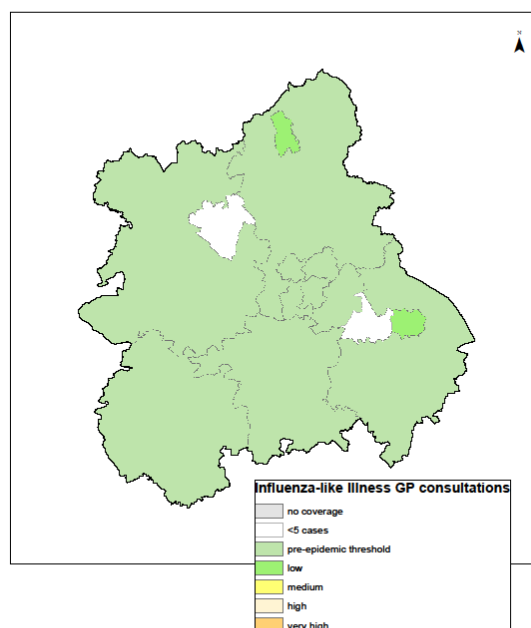 N
Influenza-like Illness GP consultations
no coverage
<5 cases
pre-epidemic threshold
low
medium
high
very high